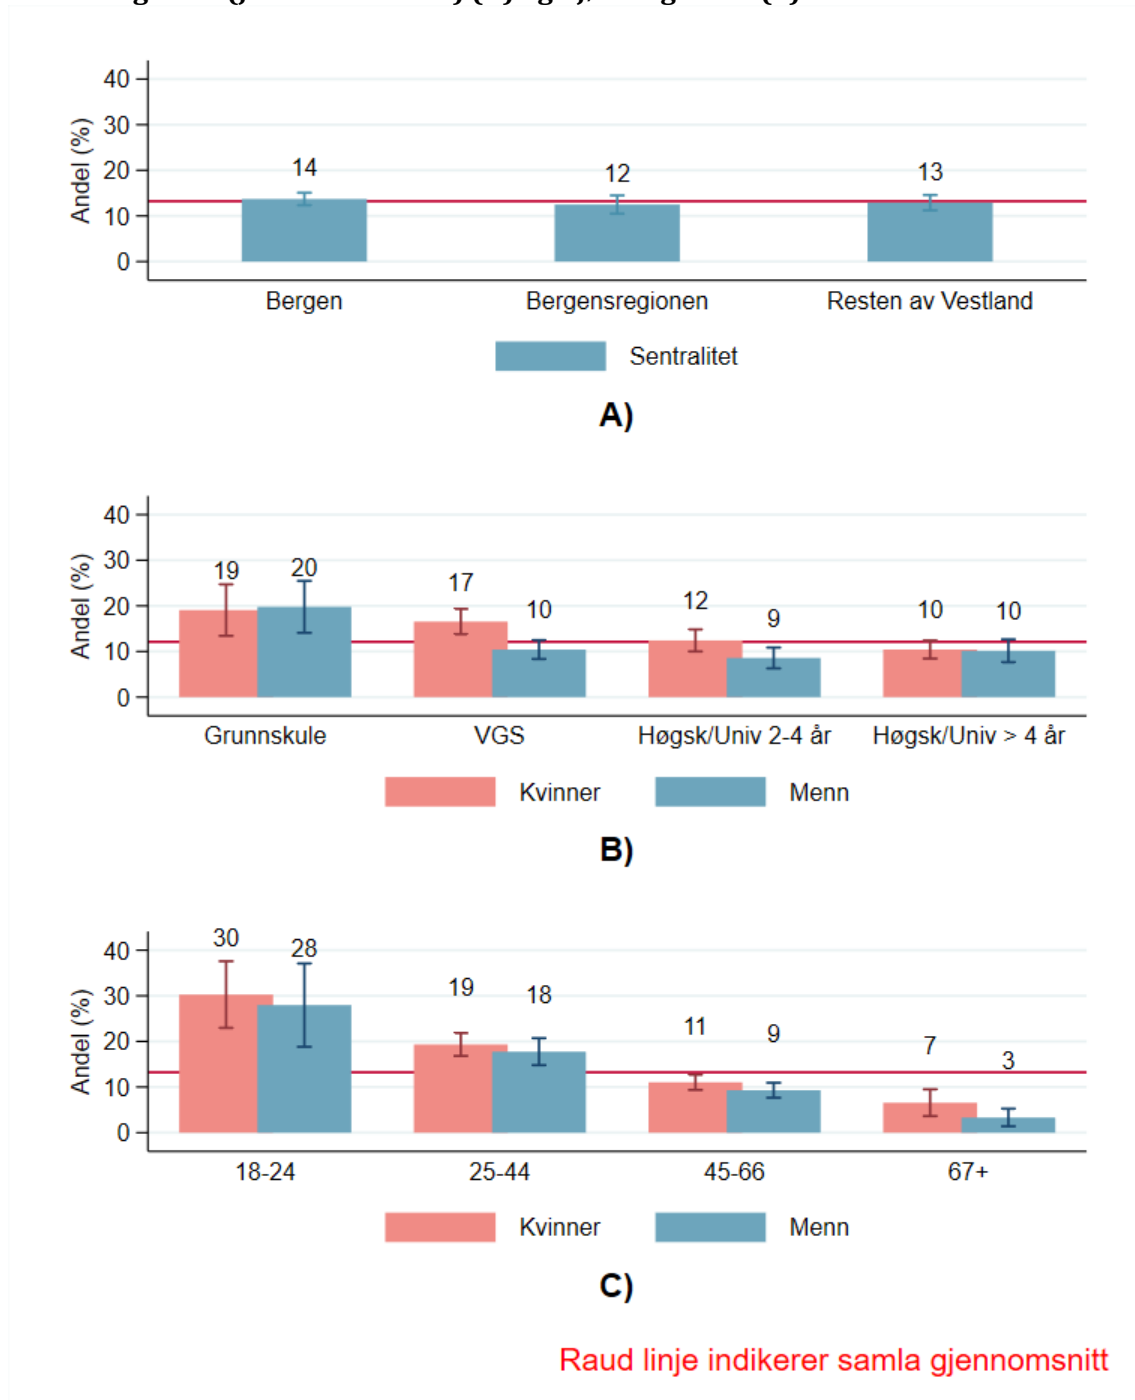 40
30
20
10
0
Andel (%)
14
12
13
Bergen
Bergensregionen
Resten av Vestland
Sentralitet
A)
40
30
20
10
0
Andel (%)
19
20
17
10
12
9
10
10
Grunnskule
VGS
Høgsk/Univ 2-4 år
Høgsk/Univ > 4 år
Kvinner
Menn
B)
40
30
20
10
0
Andel (%)
30
28
19
18
11
9
7
3
18-24
25-44
45-66
67+
Kvinner
Menn
C)
Raud linje indikerer samla gjennomsnitt